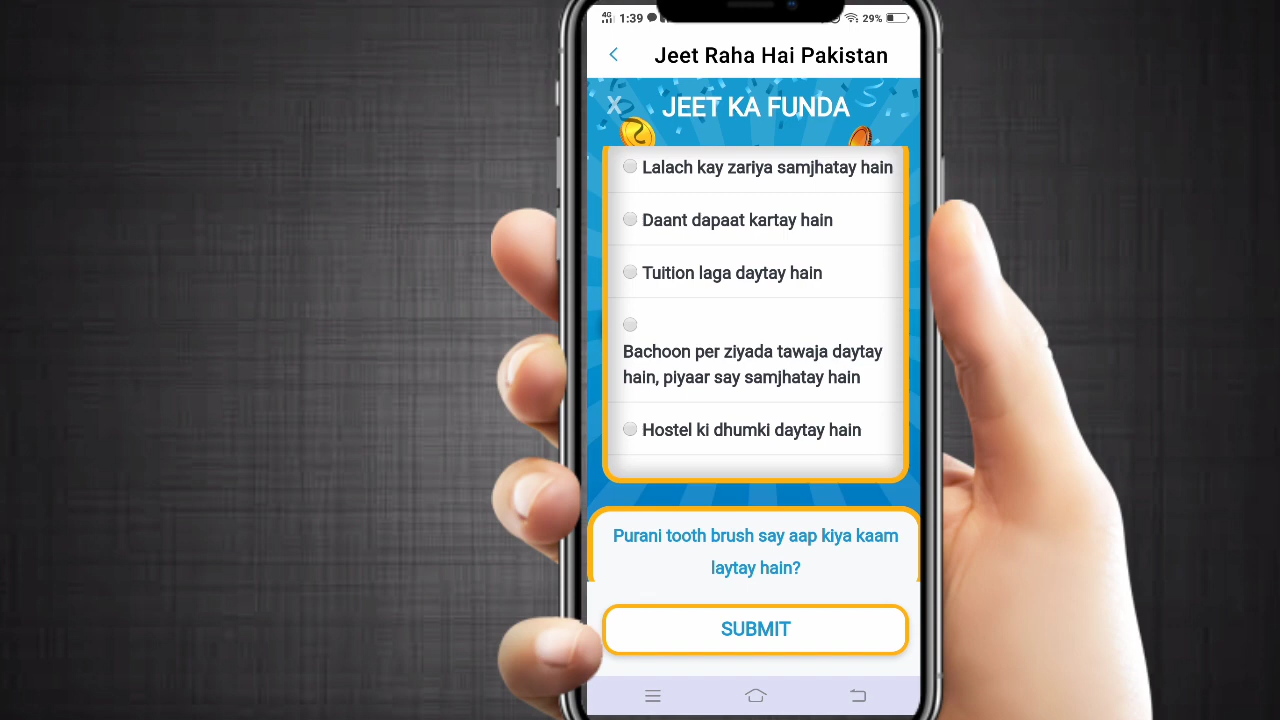 4G 1:39 29%
Jeet Raha Hai Pakistan
X JEET KA FUNDA
Lalach kay zariya samjhatay hain
Daant dapaat kartay hain
Tuition laga daytay hain
Bachoon per ziyada tawaja daytay
hain, piyaar say samjhatay hain
Hostel ki dhumki daytay hain
Purani tooth brush say aap kiya kaam
laytay hain?
SUBMIT